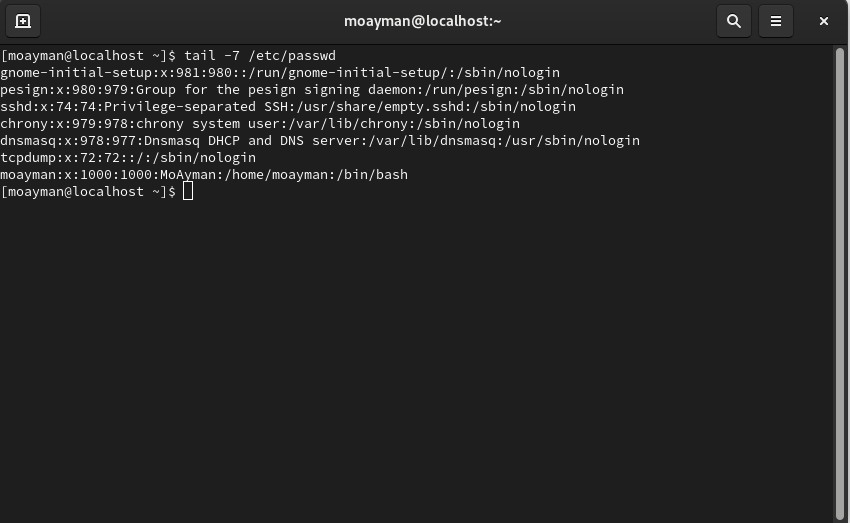 moayman@localhost:~
[moayman@localhost ~]$ tail -7 /etc/passwd
gnome-initial-setup:x:981:980::/run/gnome-initial-setup/:/sbin/nologin
pesign:x:980:979:Group for the pesign signing daemon:/run/pesign:/sbin/nologin
sshd:x:74:74:Privilege-separated SSH:/usr/share/empty.sshd:/sbin/nologin
chrony:x:979:978:chrony system user:/var/lib/chrony:/sbin/nologin
dnsmasq:x:978:977:Dnsmasq DHCP and DNS server:/var/lib/dnsmasq:/usr/sbin/nologin
tcpdump:x:72:72::/:/sbin/nologin
moayman:x:1000:1000:MoAyman:/home/moayman:/bin/bash
[moayman@localhost ~]$